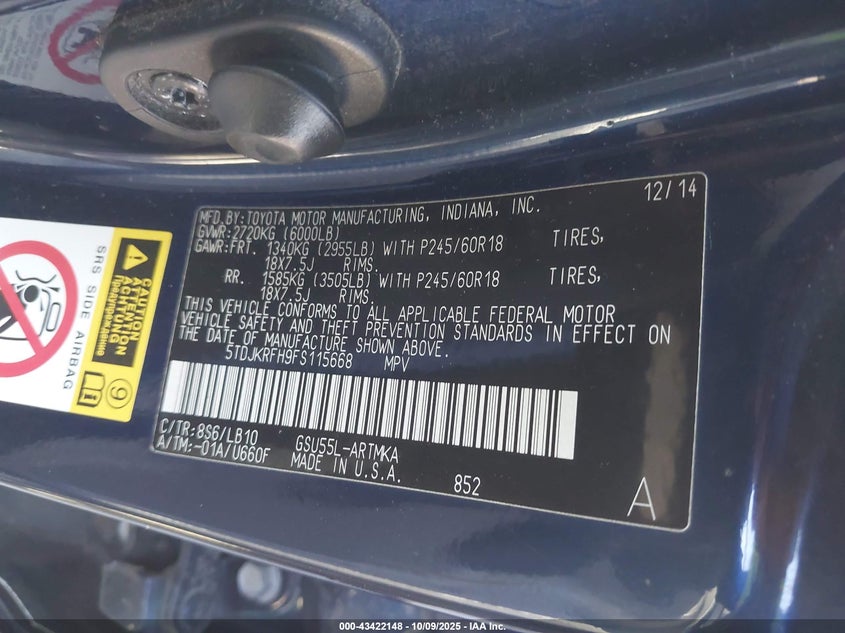 12/14
MFD.BY:TOYOTA MOTOR MANUFACTURING, INDIANA, INC.
GVWR:2720KG (6000LB)
GAWR:FRT. 1340KG (2955LB) WITH P245/60R18 TIRES,
18X7.5J RIMS.
RR. 1585KG (3505LB) WITH P245/60R18 TIRES,
18X7.5J RIMS.
THIS VEHICLE CONFORMS TO ALL APPLICABLE FEDERAL MOTOR
VEHICLE SAFETY AND THEFT PREVENTION STANDARDS IN EFFECT ON
THE DATE OF MANUFACTURE SHOWN ABOVE.
5TDJKRFH9FS115668 MPV
C/TR:8S6/LB10 GSU55L-ARTMKA
A/TM:-01A/U660F MADE IN U.S.A.
852
A
SRS SIDE AIRBAG
CAUTION
ATTENTION
ACHTUNG
9
000-43422148 - 10/09/2025 - IAA Inc.